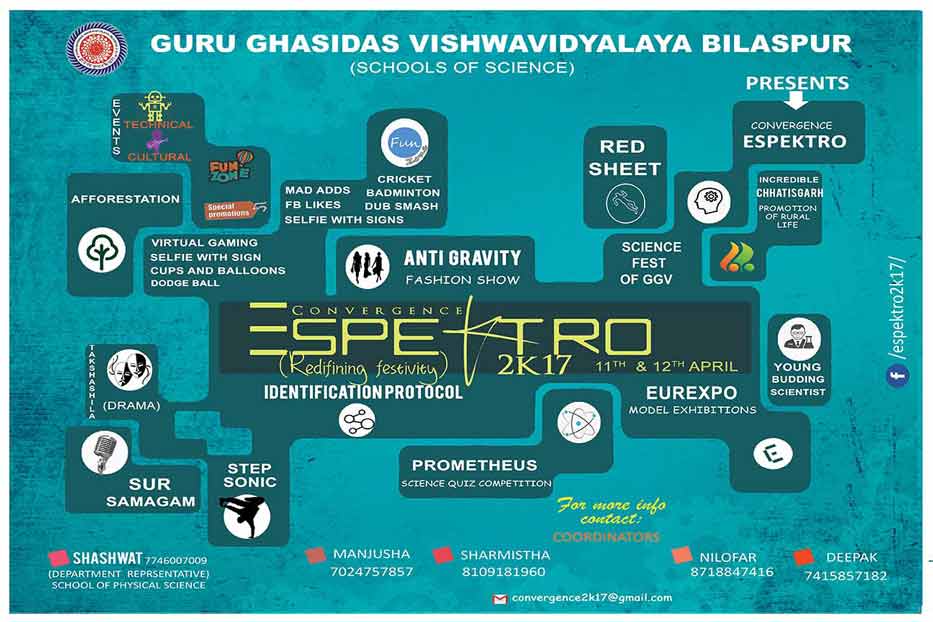 GURU GHASIDAS VISHWAVIDYALAYA BILASPUR
(SCHOOLS OF SCIENCE)
PRESENTS
CONVERGENCE
ESPEKTRO
EVENTS
TECHNICAL
&
CULTURAL
FUN
ZONE
Special
promotions
Fun
Zone
CRICKET
BADMINTON
DUB SMASH
MAD ADDS
FB LIKES
SELFIE WITH SIGNS
RED
SHEET
INCREDIBLE
CHHATISGARH
PROMOTION
OF RURAL
LIFE
AFFORESTATION
VIRTUAL GAMING
SELFIE WITH SIGN
CUPS AND BALLOONS
DODGE BALL
ANTI GRAVITY
FASHION SHOW
SCIENCE
FEST
OF GGV
/espektro2k17/
CONVERGENCE
ESPEKTRO
(Redifining festivity)
2K17
11TH & 12TH APRIL
TAKSHASHILA
(DRAMA)
IDENTIFICATION PROTOCOL
EUREXPO
MODEL EXHIBITIONS
YOUNG
BUDDING
SCIENTIST
SUR
SAMAGAM
STEP
SONIC
PROMETHEUS
SCIENCE QUIZ COMPETITION
For more info
contact:
COORDINATORS
SHASHWAT 7746007009
(DEPARTMENT REPRSENTATIVE)
SCHOOL OF PHYSICAL SCIENCE
MANJUSHA
7024757857
SHARMISTHA
8109181960
NILOFAR
8718847416
DEEPAK
7415857182
convergence2k17@gmail.com